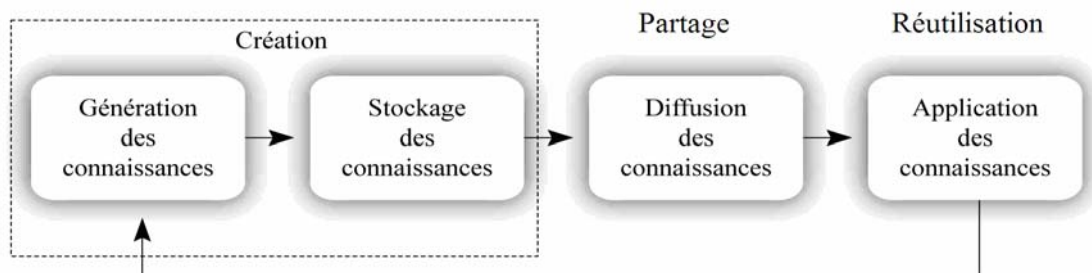 Création
Partage
Réutilisation
Génération
des
connaissances
Stockage
des
connaissances
Diffusion
des
connaissances
Application
des
connaissances